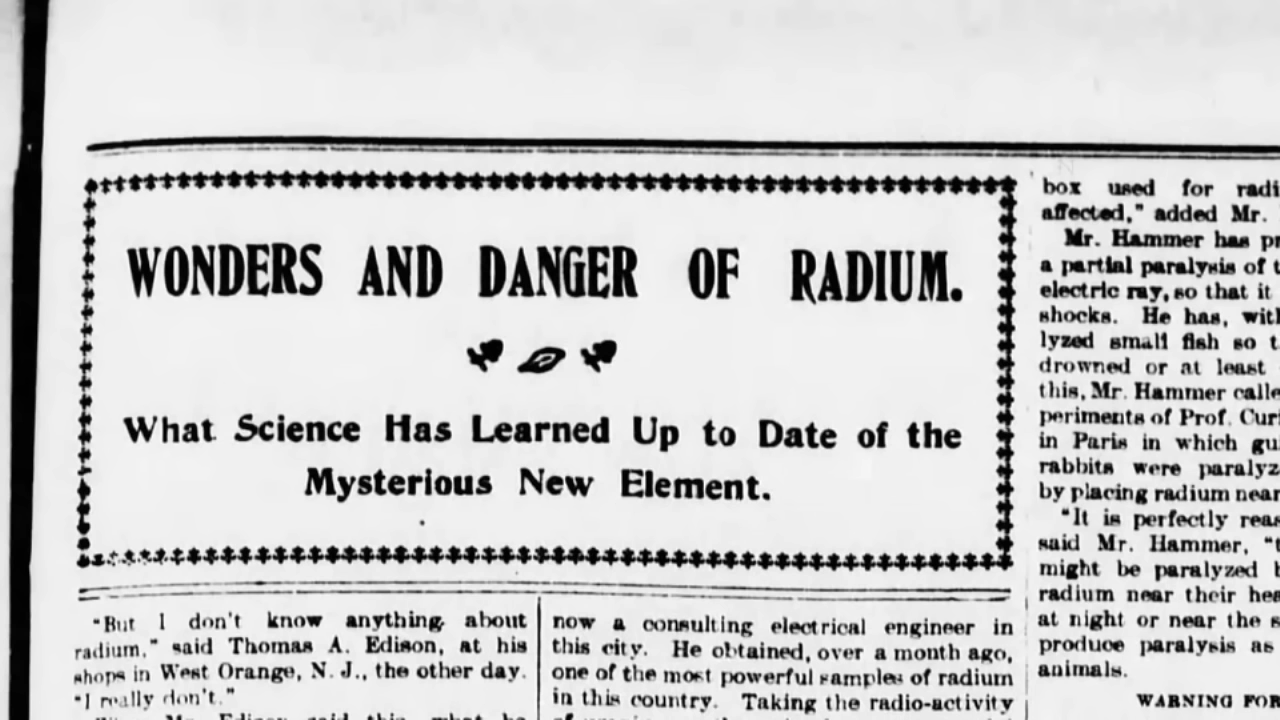 WONDERS AND DANGER OF RADIUM.
What Science Has Learned Up to Date of the
Mysterious New Element.
"But I don't know anything about
radium," said Thomas A. Edison, at his
shops in West Orange, N. J., the other day.
"I really don't."
Mr. Edison said this, what he
now a consulting electrical engineer in
this city. He obtained, over a month ago,
one of the most powerful samples of radium
in this country. Taking the radio-activity
box used for radi
affected," added Mr.
Mr. Hammer has pr
a partial paralysis of t
electric ray, so that it
shocks. He has, with
lyzed small fish so t
drowned or at least
this, Mr. Hammer calle
periments of Prof. Curi
in Paris in which gu
rabbits were paralyz
by placing radium near
"It is perfectly reas
said Mr. Hammer, "t
might be paralyzed b
radium near their hea
at night or near the s
produce paralysis as
animals.
WARNING FOR